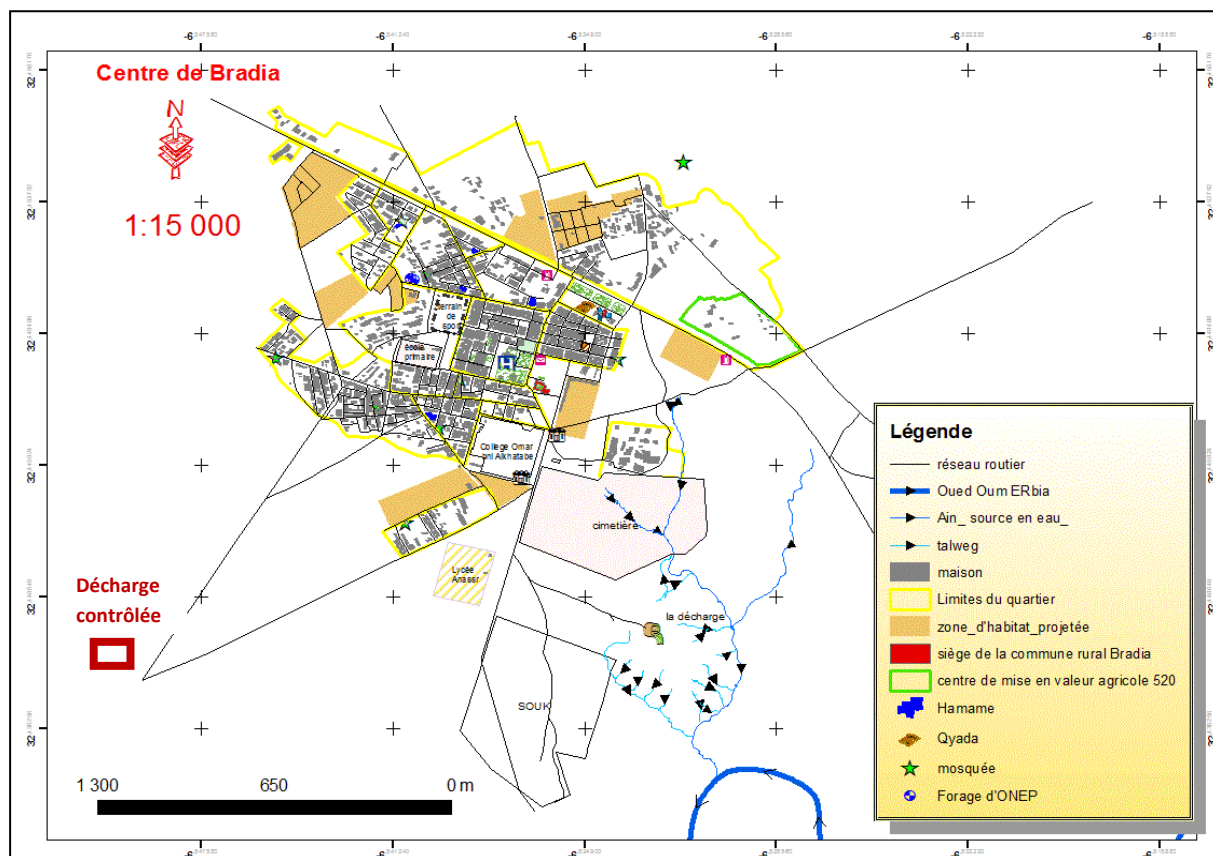 Centre de Bradia
N
1:15 000
terrain
de
sport
école
primaire
H
College Omar
bni Alkhatabe
cimetière
Lycée
Anassr
la décharge
SOUK
Décharge
contrôlée
1 300 650 0 m
Légende
réseau routier
Oued Oum ERbia
Ain_ source en eau_
talweg
maison
Limites du quartier
zone_d'habitat_projetée
siège de la commune rural Bradia
centre de mise en valeur agricole 520
Hamame
Qyada
mosquée
Forage d'ONEP